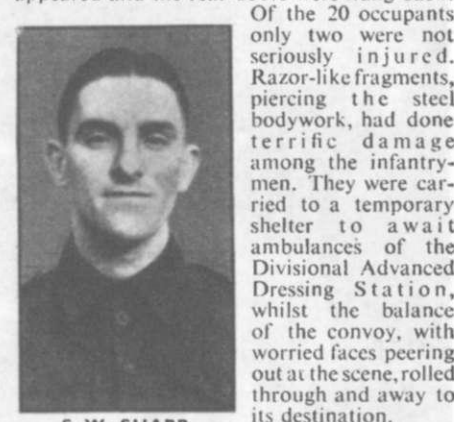 Of the 20 occupants
only two were not
seriously injured.
Razor-like fragments,
piercing the steel
bodywork, had done
terrific damage
among the infantry-
men. They were car-
ried to a temporary
shelter to await
ambulances of the
Divisional Advanced
Dressing Station,
whilst the balance
of the convoy, with
worried faces peering
out at the scene, rolled
through and away to
its destination.